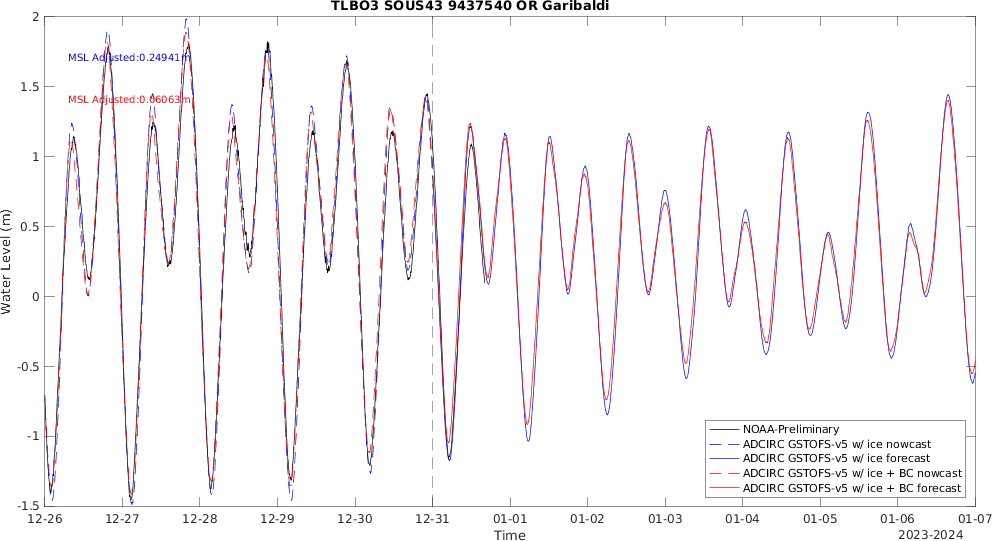 TLBO3 SOUS43 9437540 OR Garibaldi
2
1.5
1
0.5
0
-0.5
-1
-1.5
Water Level (m)
MSL Adjusted:0.24941m
MSL Adjusted:0.06063m
NOAA-Preliminary
ADCIRC GSTOFS-v5 w/ ice nowcast
ADCIRC GSTOFS-v5 w/ ice forecast
ADCIRC GSTOFS-v5 w/ ice + BC nowcast
ADCIRC GSTOFS-v5 w/ ice + BC forecast
12-26 12-27 12-28 12-29 12-30 12-31 01-01 01-02 01-03 01-04 01-05 01-06 01-07
Time
2023-2024